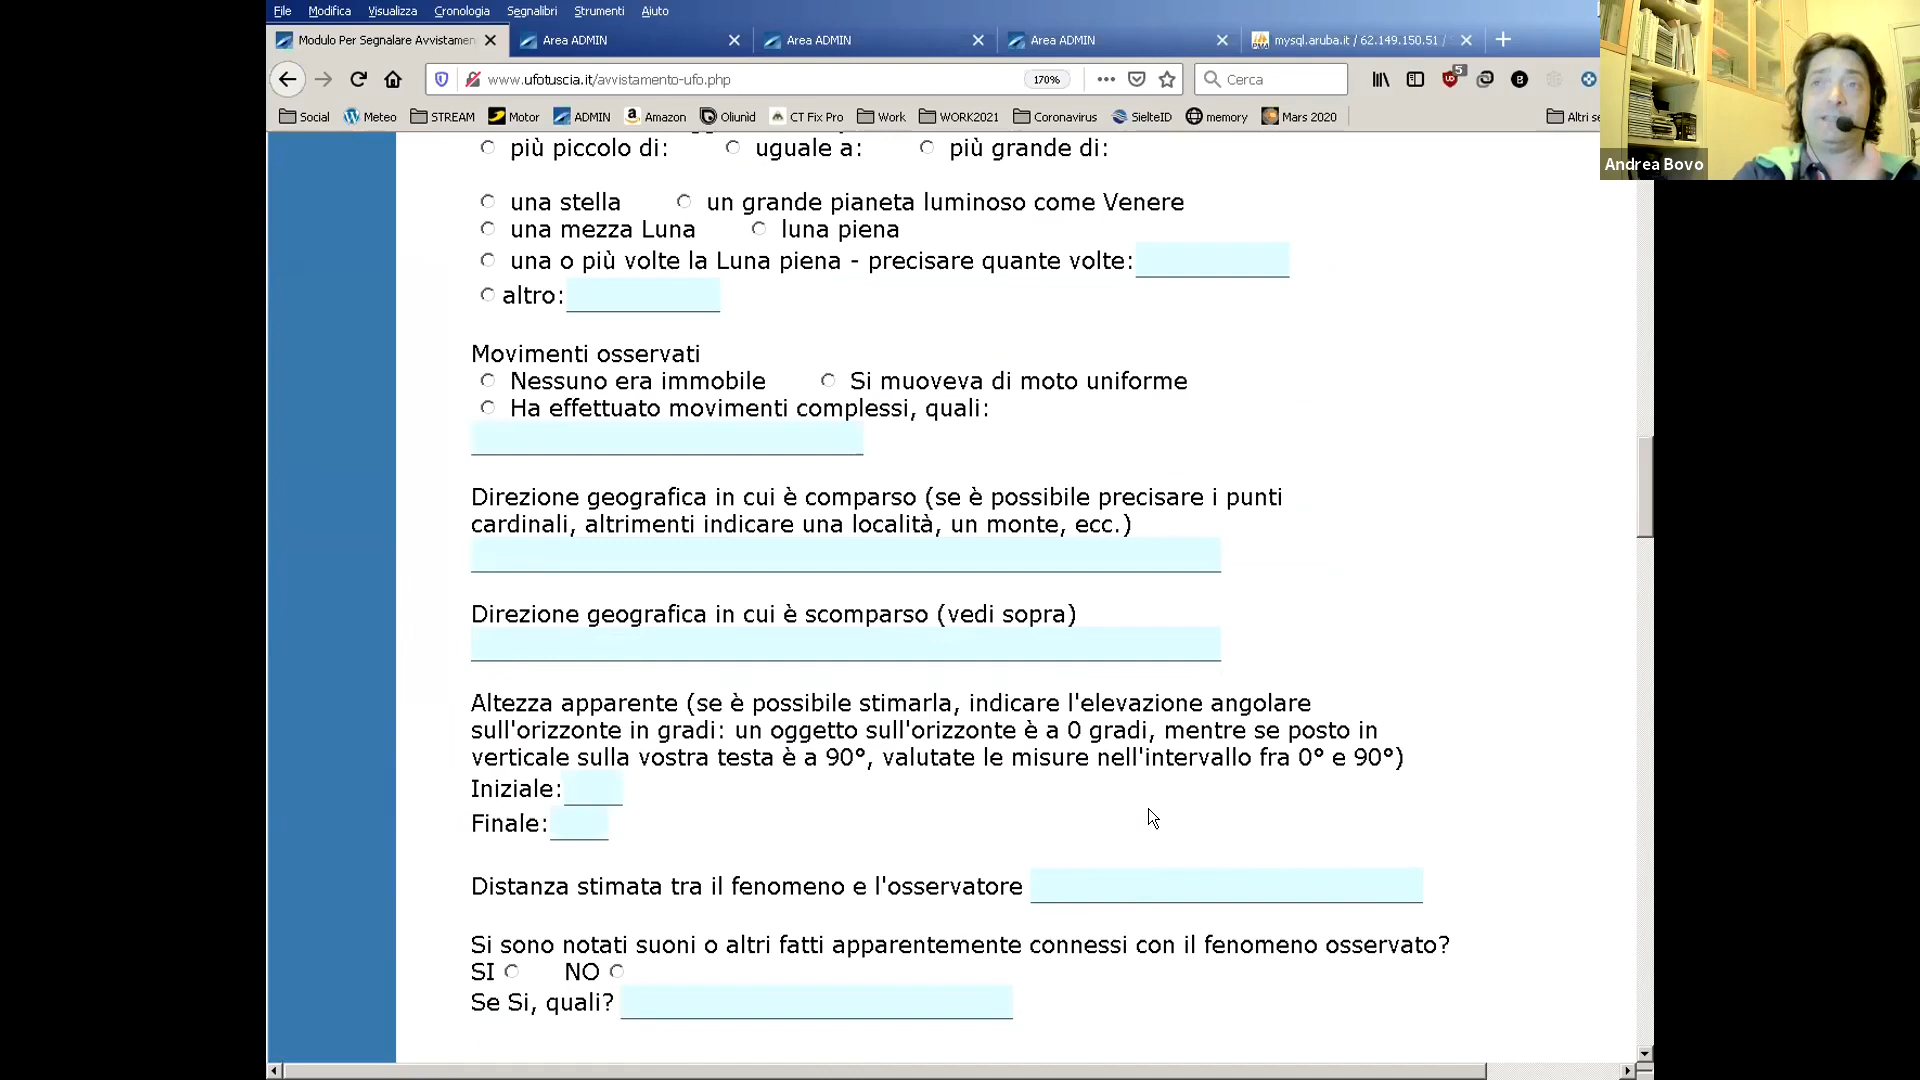 File Modifica Visualizza Cronologia Segnalibri Strumenti Aiuto
Modulo Per Segnalare Avvistamen Area ADMIN Area ADMIN Area ADMIN mysql.aruba.it / 62.149.150.51 /
www.ufotuscia.it/avvistamento-ufo.php 170% Cerca 5
Social Meteo STREAM Motor ADMIN Amazon Oliunìd CT Fix Pro Work WORK2021 Coronavirus SielteID memory Mars 2020 Altri se
Andrea Bovo
più piccolo di: uguale a: più grande di:
una stella un grande pianeta luminoso come Venere
una mezza Luna luna piena
una o più volte la Luna piena - precisare quante volte:
altro:
Movimenti osservati
Nessuno era immobile Si muoveva di moto uniforme
Ha effettuato movimenti complessi, quali:
Direzione geografica in cui è comparso (se è possibile precisare i punti
cardinali, altrimenti indicare una località, un monte, ecc.)
Direzione geografica in cui è scomparso (vedi sopra)
Altezza apparente (se è possibile stimarla, indicare l'elevazione angolare
sull'orizzonte in gradi: un oggetto sull'orizzonte è a 0 gradi, mentre se posto in
verticale sulla vostra testa è a 90°, valutate le misure nell'intervallo fra 0° e 90°)
Iniziale:
Finale:
Distanza stimata tra il fenomeno e l'osservatore
Si sono notati suoni o altri fatti apparentemente connessi con il fenomeno osservato?
SI NO
Se Si, quali?